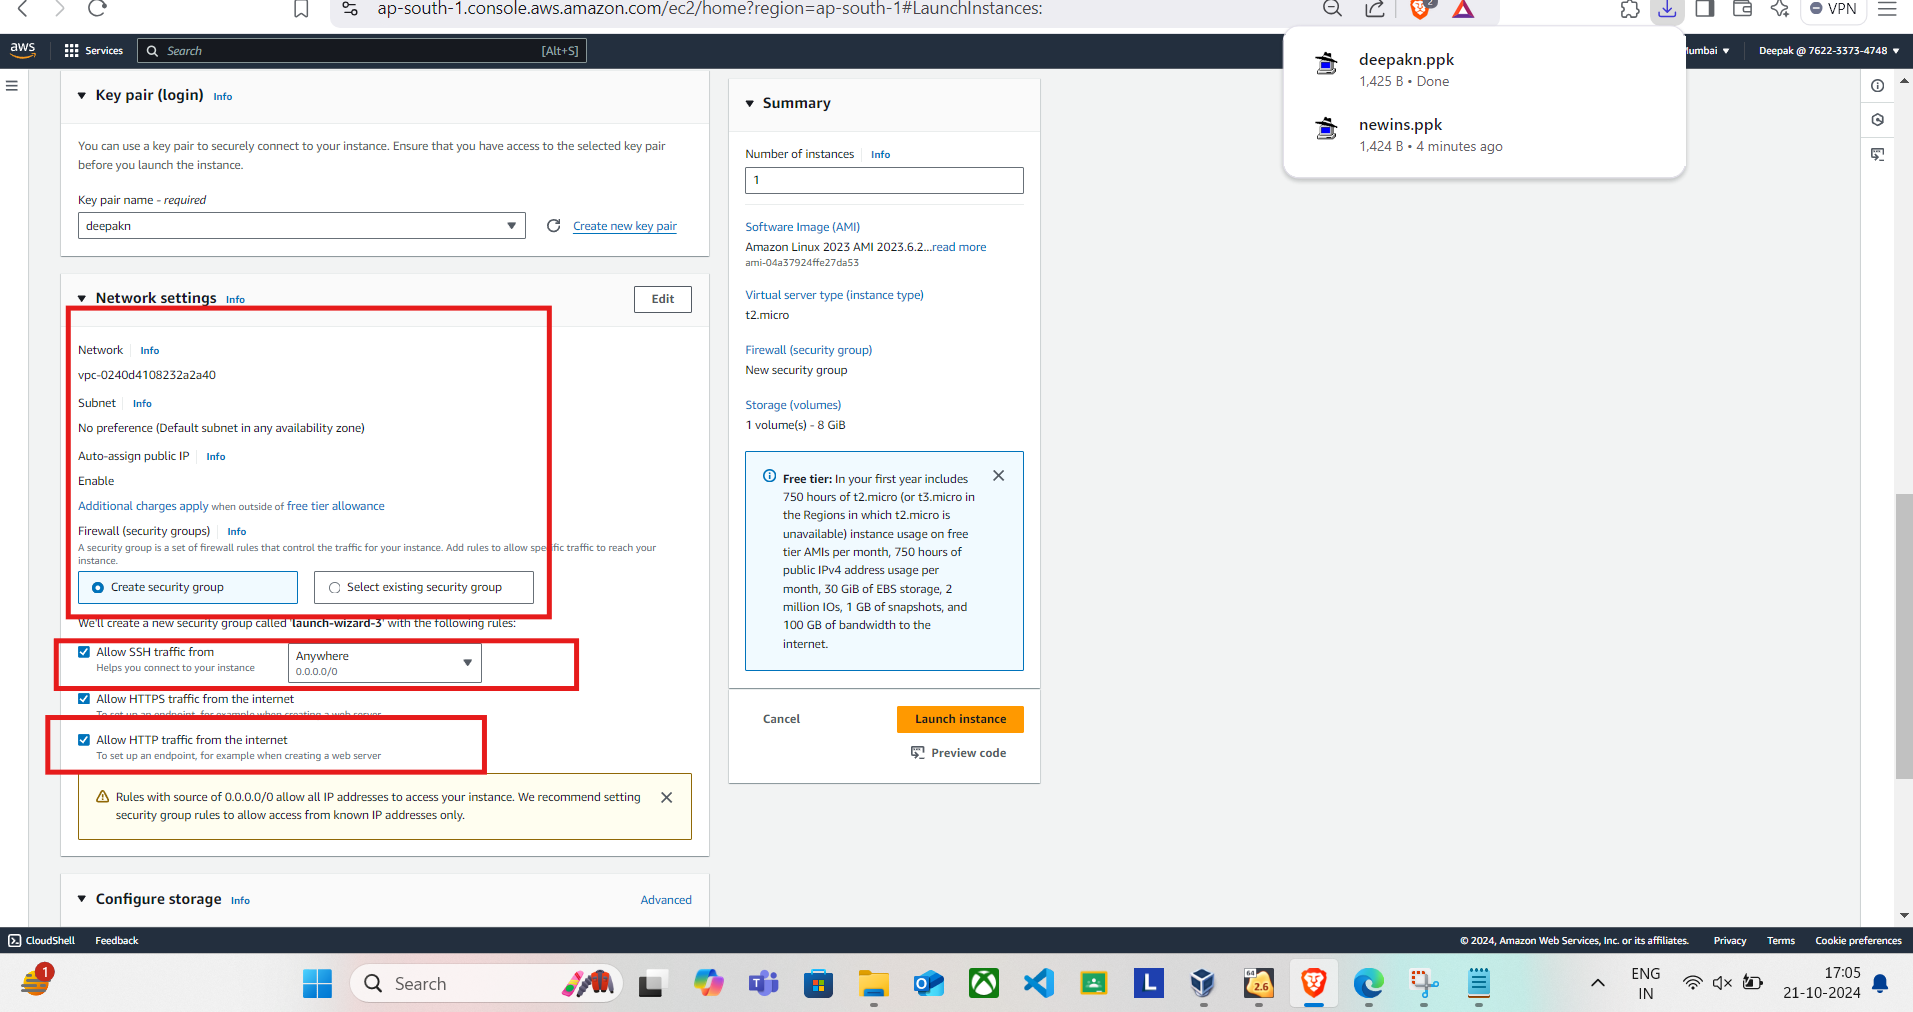 ap-south-1.console.aws.amazon.com/ec2/home?region=ap-south-1#LaunchInstances:
2
VPN
aws
Services
Search
[Alt+S]
Mumbai
Deepak @ 7622-3373-4748
deepakn.ppk
1,425 B • Done
newins.ppk
1,424 B • 4 minutes ago
Key pair (login) Info
You can use a key pair to securely connect to your instance. Ensure that you have access to the selected key pair
before you launch the instance.
Key pair name - required
deepakn
Create new key pair
Network settings Info
Edit
Network Info
vpc-0240d4108232a2a40
Subnet Info
No preference (Default subnet in any availability zone)
Auto-assign public IP Info
Enable
Additional charges apply when outside of free tier allowance
Firewall (security groups) Info
A security group is a set of firewall rules that control the traffic for your instance. Add rules to allow specific traffic to reach your
instance.
Create security group
Select existing security group
We'll create a new security group called 'launch-wizard-3' with the following rules:
Allow SSH traffic from
Helps you connect to your instance
Anywhere
0.0.0.0/0
Allow HTTPS traffic from the internet
To set up an endpoint, for example when creating a web server
Allow HTTP traffic from the internet
To set up an endpoint, for example when creating a web server
Rules with source of 0.0.0.0/0 allow all IP addresses to access your instance. We recommend setting
security group rules to allow access from known IP addresses only.
Configure storage Info
Advanced
Summary
Number of instances Info
1
Software Image (AMI)
Amazon Linux 2023 AMI 2023.6.2...read more
ami-04a37924ffe27da53
Virtual server type (instance type)
t2.micro
Firewall (security group)
New security group
Storage (volumes)
1 volume(s) - 8 GiB
Free tier: In your first year includes
750 hours of t2.micro (or t3.micro in
the Regions in which t2.micro is
unavailable) instance usage on free
tier AMIs per month, 750 hours of
public IPv4 address usage per
month, 30 GiB of EBS storage, 2
million IOs, 1 GB of snapshots, and
100 GB of bandwidth to the
internet.
Cancel
Launch instance
Preview code
CloudShell
Feedback
© 2024, Amazon Web Services, Inc. or its affiliates.
Privacy
Terms
Cookie preferences
1
Search
L
64
2.6
ENG
IN
17:05
21-10-2024